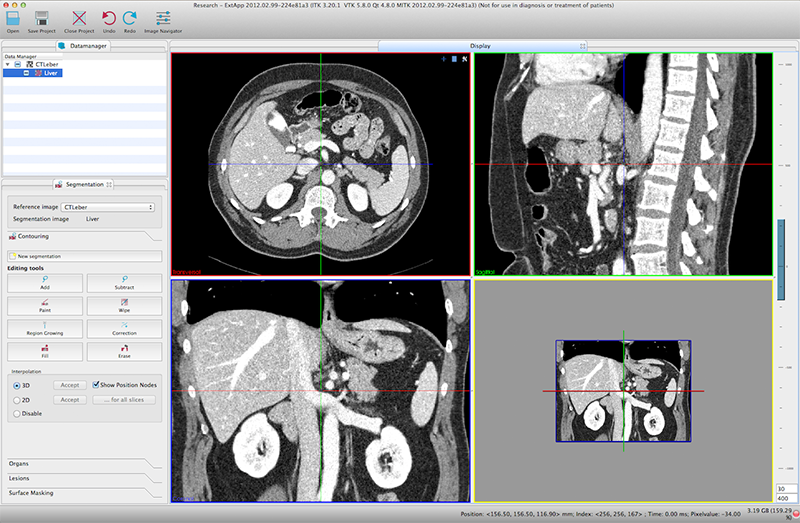 Research – ExtApp 2012.02.99–224e81a3) (ITK 3.20.1 VTK 5.8.0 Qt 4.8.0 MITK 2012.02.99–224e81a3) (Not for use in diagnosis or treatment of patients)
Open Save Project Close Project Undo Redo Image Navigator
Datamanager
Display
Data Manager
CTLeber
Liver
Segmentation
Reference image CTLeber
Segmentation image Liver
Contouring
New segmentation
Editing tools
Add Subtract
Paint Wipe
Region Growing Correction
Fill Erase
Interpolation
3D Accept Show Position Nodes
2D Accept ... for all slices
Disable
Organs
Lesions
Surface Masking
Transversal
Sagittal
30
400
Position: <156.50, 156.50, 116.90> mm; Index: <256, 256, 167> ; Time: 0.00 ms; Pixelvalue: –34.00
3.19 GB (159.29